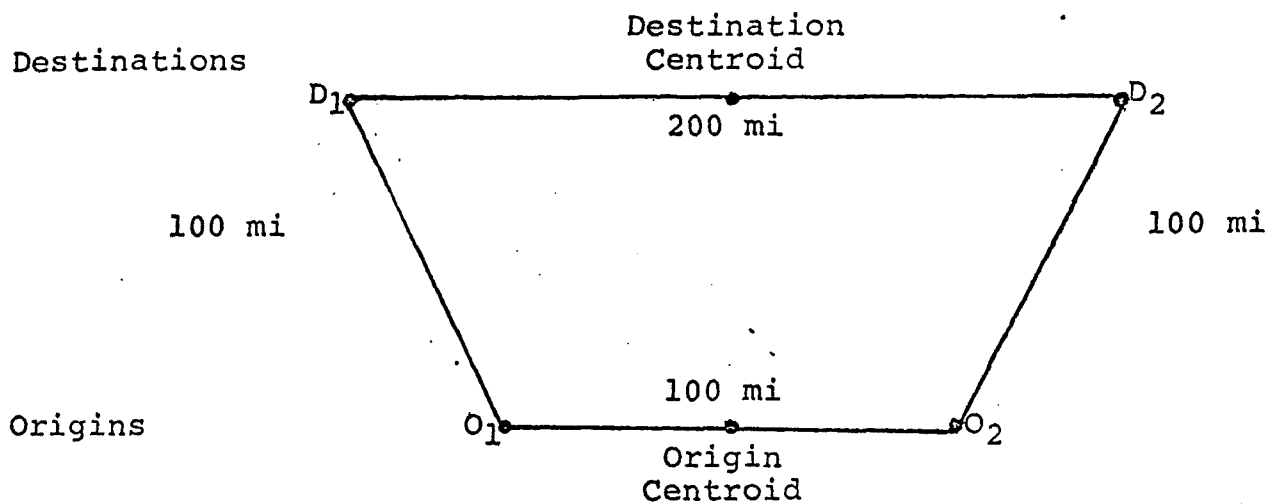 Destination
Centroid
Destinations
D1
D2
200 mi
100 mi
100 mi
100 mi
Origins
O1
O2
Origin
Centroid